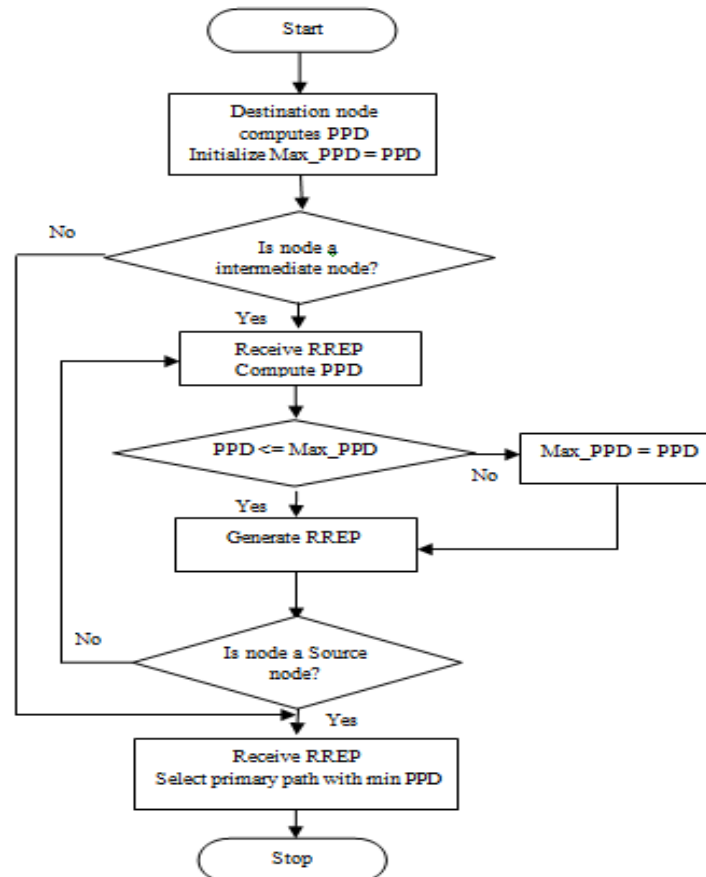 Start
Destination node
computes PPD
Initialize Max_PPD = PPD
No
Is node a
intermediate node?
Yes
Receive RREP
Compute PPD
PPD <= Max_PPD
No
Max_PPD = PPD
Yes
Generate RREP
No
Is node a Source
node?
Yes
Receive RREP
Select primary path with min PPD
Stop